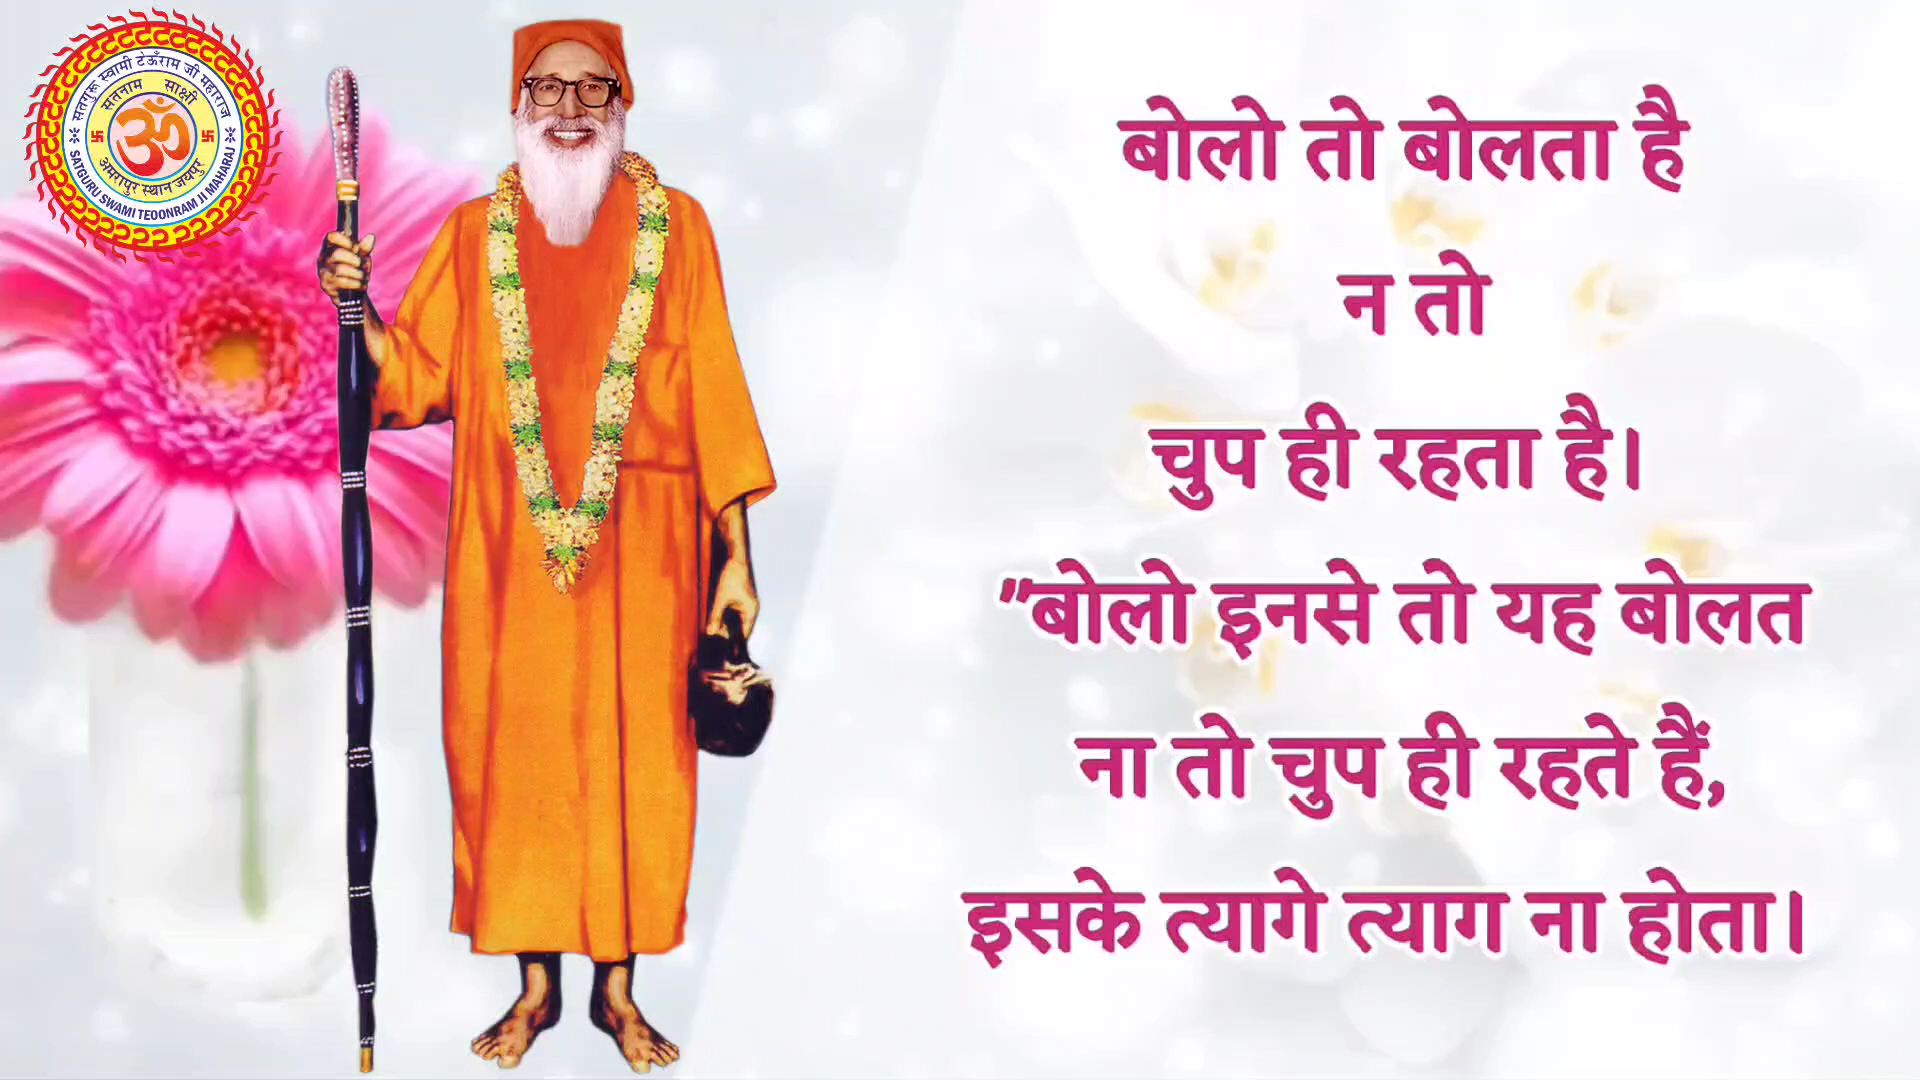 सतगुरू स्वामी टेऊँराम जी महाराज
सतनाम साक्षी
ॐ
अमरापुर स्थान जयपुर
SATGURU SWAMI TEOONRAM JI MAHARAJ
बोलो तो बोलता है
न तो
चुप ही रहता है।
"बोलो इनसे तो यह बोलत
ना तो चुप ही रहते हैं,
इसके त्यागे त्याग ना होता।